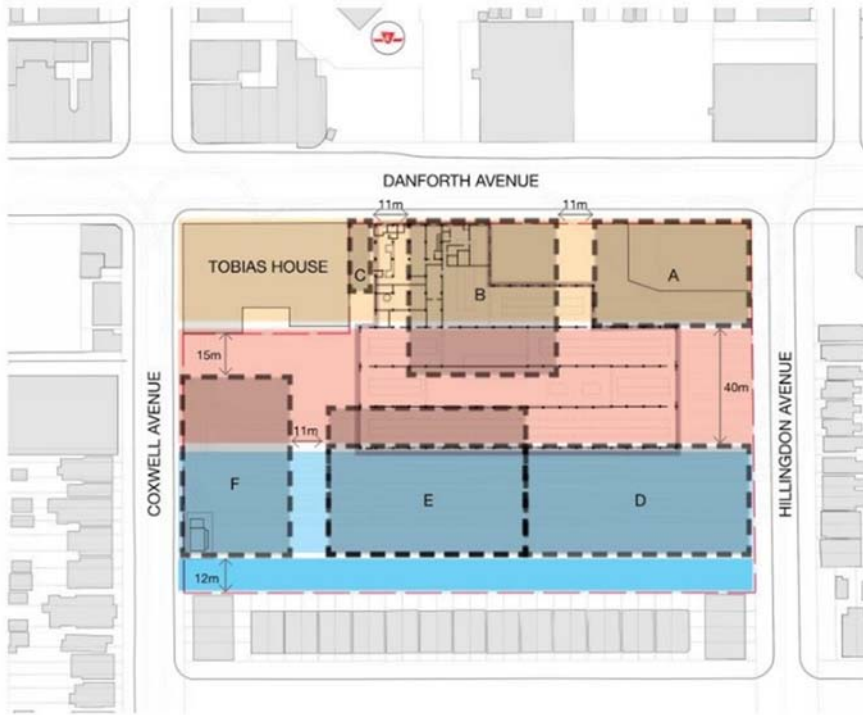 DANFORTH AVENUE
11m
11m
TOBIAS HOUSE
C
B
A
15m
40m
COXWELL AVENUE
HILLINGDON AVENUE
11m
F
E
D
12m